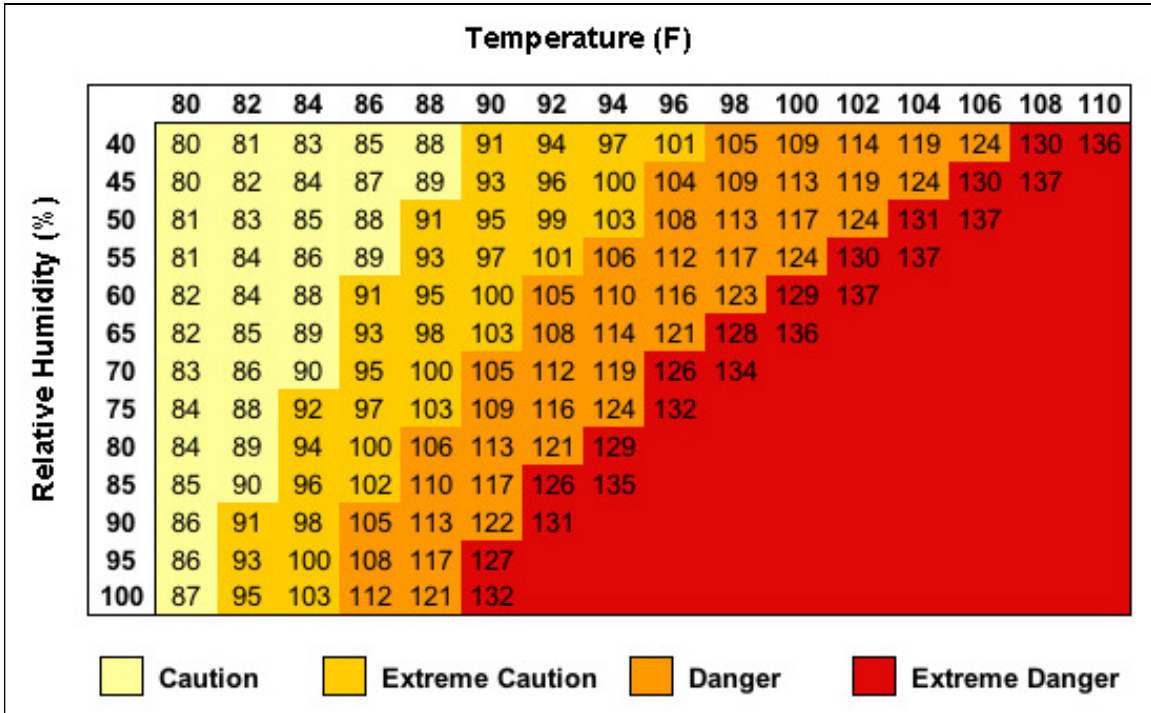 Temperature (F)
80 82 84 86 88 90 92 94 96 98 100 102 104 106 108 110
Relative Humidity (%)
40 80 81 83 85 88 91 94 97 101 105 109 114 119 124 130 136
45 80 82 84 87 89 93 96 100 104 109 113 119 124 130 137
50 81 83 85 88 91 95 99 103 108 113 117 124 131 137
55 81 84 86 89 93 97 101 106 112 117 124 130 137
60 82 84 88 91 95 100 105 110 116 123 129 137
65 82 85 89 93 98 103 108 114 121 128 136
70 83 86 90 95 100 105 112 119 126 134
75 84 88 92 97 103 109 116 124 132
80 84 89 94 100 106 113 121 129
85 85 90 96 102 110 117 126 135
90 86 91 98 105 113 122 131
95 86 93 100 108 117 127
100 87 95 103 112 121 132
Caution Extreme Caution Danger Extreme Danger